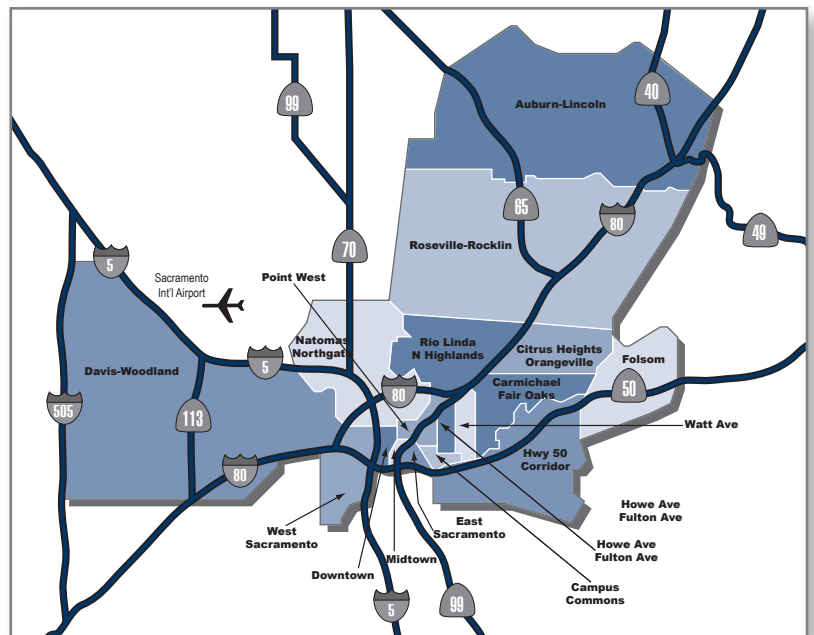 99
40
Auburn-Lincoln
65
80
49
70
Roseville-Rocklin
5
Sacramento
Int'l Airport
Point West
Natomas
Northgate
Rio Linda
N Highlands
Citrus Heights
Orangeville
Folsom
Davis-Woodland
5
80
Carmichael
Fair Oaks
50
505
113
Watt Ave
Hwy 50
Corridor
80
Howe Ave
Fulton Ave
West
Sacramento
East
Sacramento
Howe Ave
Fulton Ave
Midtown
Downtown
Campus
Commons
5
99